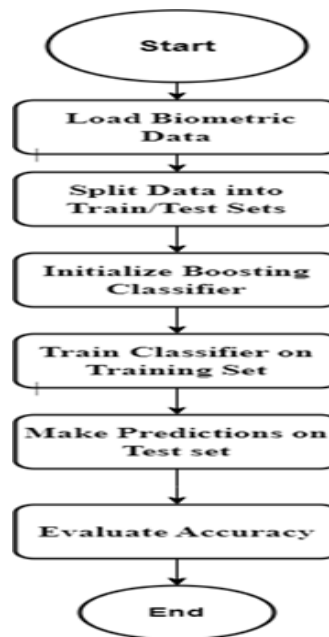 Start
Load Biometric
Data
Split Data into
Train/Test Sets
Initialize Boosting
Classifier
Train Classifier on
Training Set
Make Predictions on
Test set
Evaluate Accuracy
End